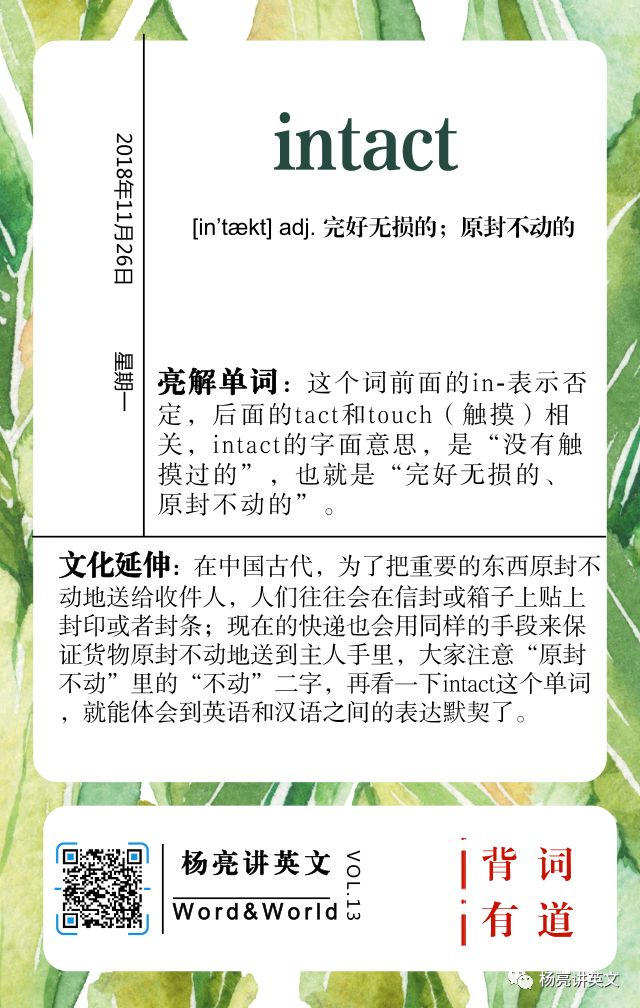 intact
[in'tækt] adj. 完好无损的；原封不动的
2018年11月26日
星期一
亮解单词：这个词前面的in-表示否
定，后面的tact和touch（触摸）相
关，intact的字面意思，是“没有触
摸过的”，也就是“完好无损的、
原封不动的”。
文化延伸：在中国古代，为了把重要的东西原封不
动地送给收件人，人们往往会在信封或箱子上贴上
封印或者封条；现在的快递也会用同样的手段来保
证货物原封不动地送到主人手里，大家注意“原封
不动”里的“不动”二字，再看一下intact这个单词
，就能体会到英语和汉语之间的表达默契了。
杨亮讲英文
Word&World
VOL.13
背词
有道
杨亮讲英文